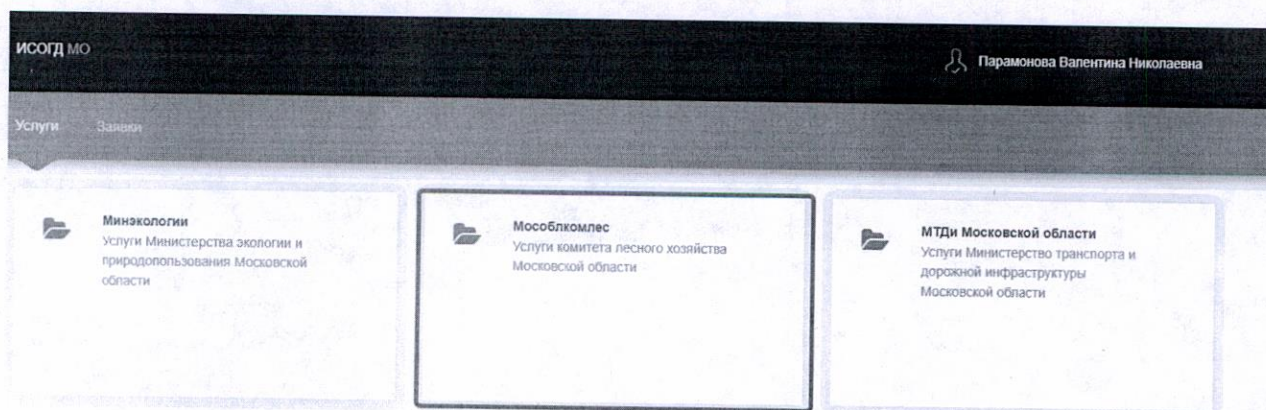 ИСОГД МО
Парамонова Валентина Николаевна
Услуги
Заявки
Минэкологии
Услуги Министерства экологии и
природопользования Московской
области
Мособлкомлес
Услуги комитета лесного хозяйства
Московской области
МТДи Московской области
Услуги Министерство транспорта и
дорожной инфраструктуры
Московской области